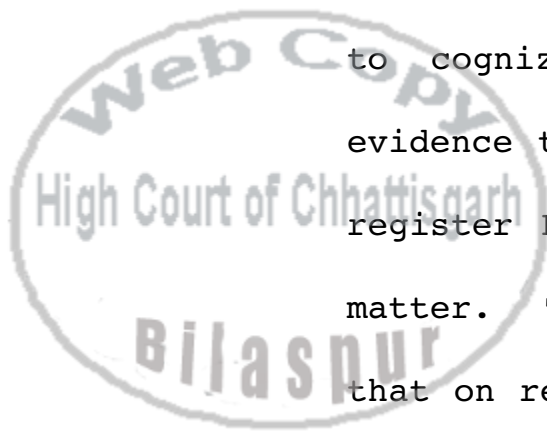 Web Copy
High Court of Chhattisgarh
Bilaspur
to cogniz
evidence t
register
matter.
that on re